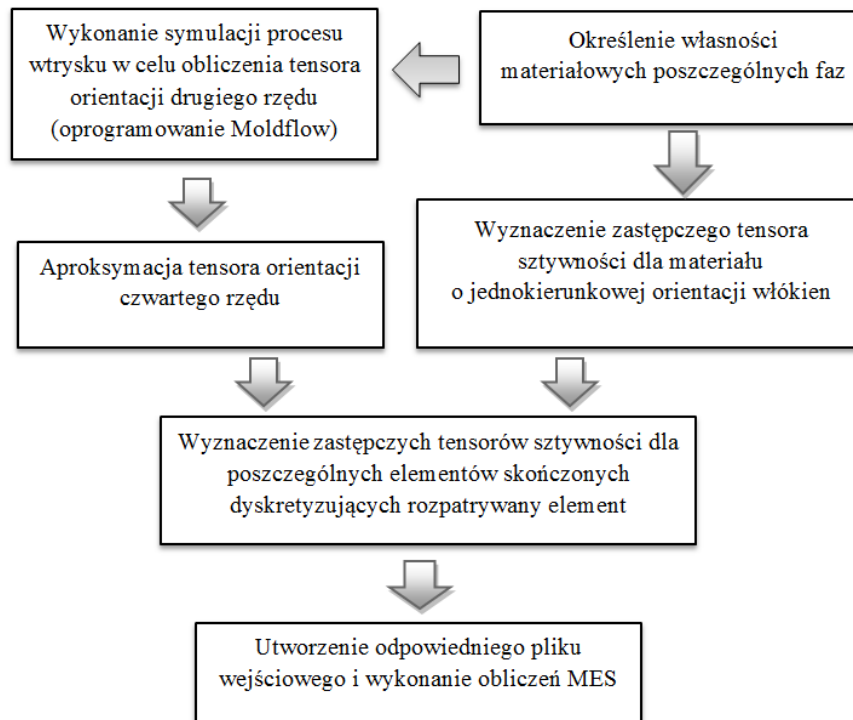 Wykonanie symulacji procesu
wtrysku w celu obliczenia tensora
orientacji drugiego rzędu
(oprogramowanie Moldflow)
Określenie własności
materiałowych poszczególnych faz
Aproksymacja tensora orientacji
czwartego rzędu
Wyznaczenie zastępczego tensora
sztywności dla materiału
o jednokierunkowej orientacji włókien
Wyznaczenie zastępczych tensorów sztywności dla
poszczególnych elementów skończonych
dyskretyzujących rozpatrywany element
Utworzenie odpowiedniego pliku
wejściowego i wykonanie obliczeń MES